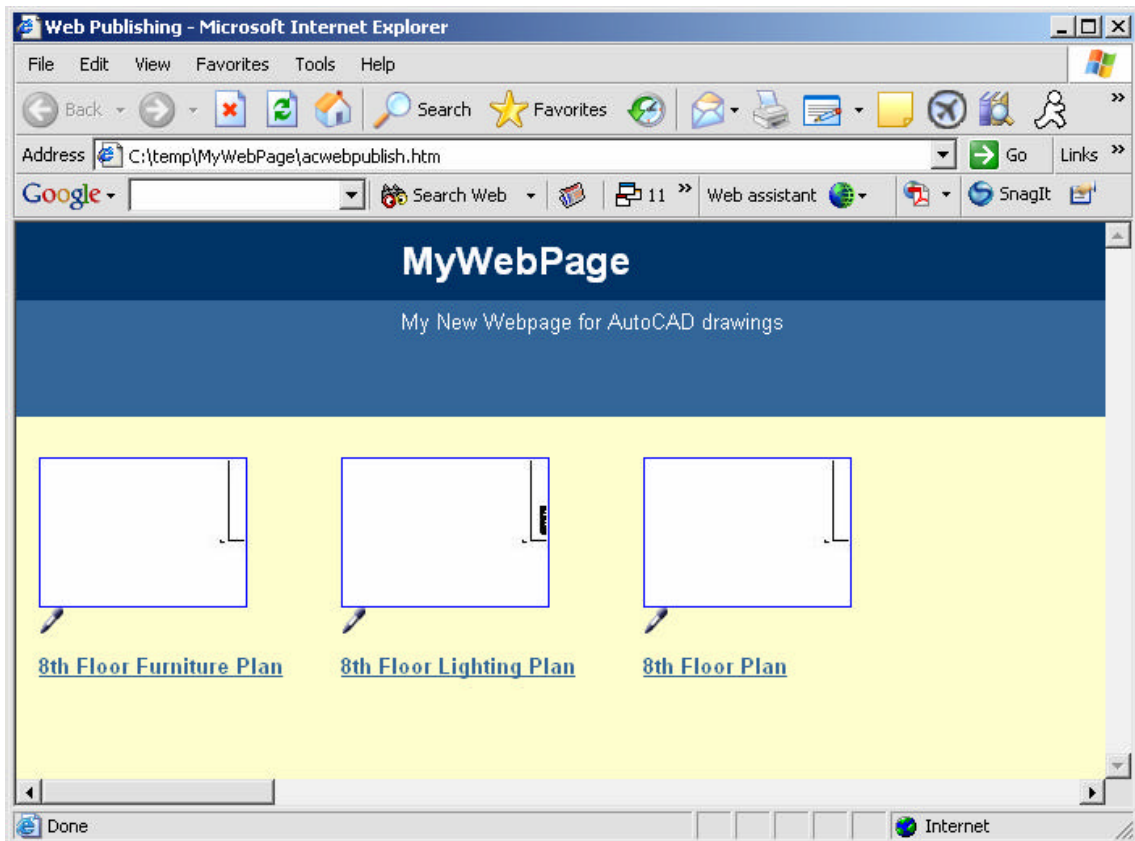 Web Publishing - Microsoft Internet Explorer
File Edit View Favorites Tools Help
Back Search Favorites »
Address C:\temp\MyWebPage\acwebpublish.htm Go Links »
Google Search Web 11 » Web assistant SnagIt
MyWebPage
My New Webpage for AutoCAD drawings
8th Floor Furniture Plan 8th Floor Lighting Plan 8th Floor Plan
Done Internet